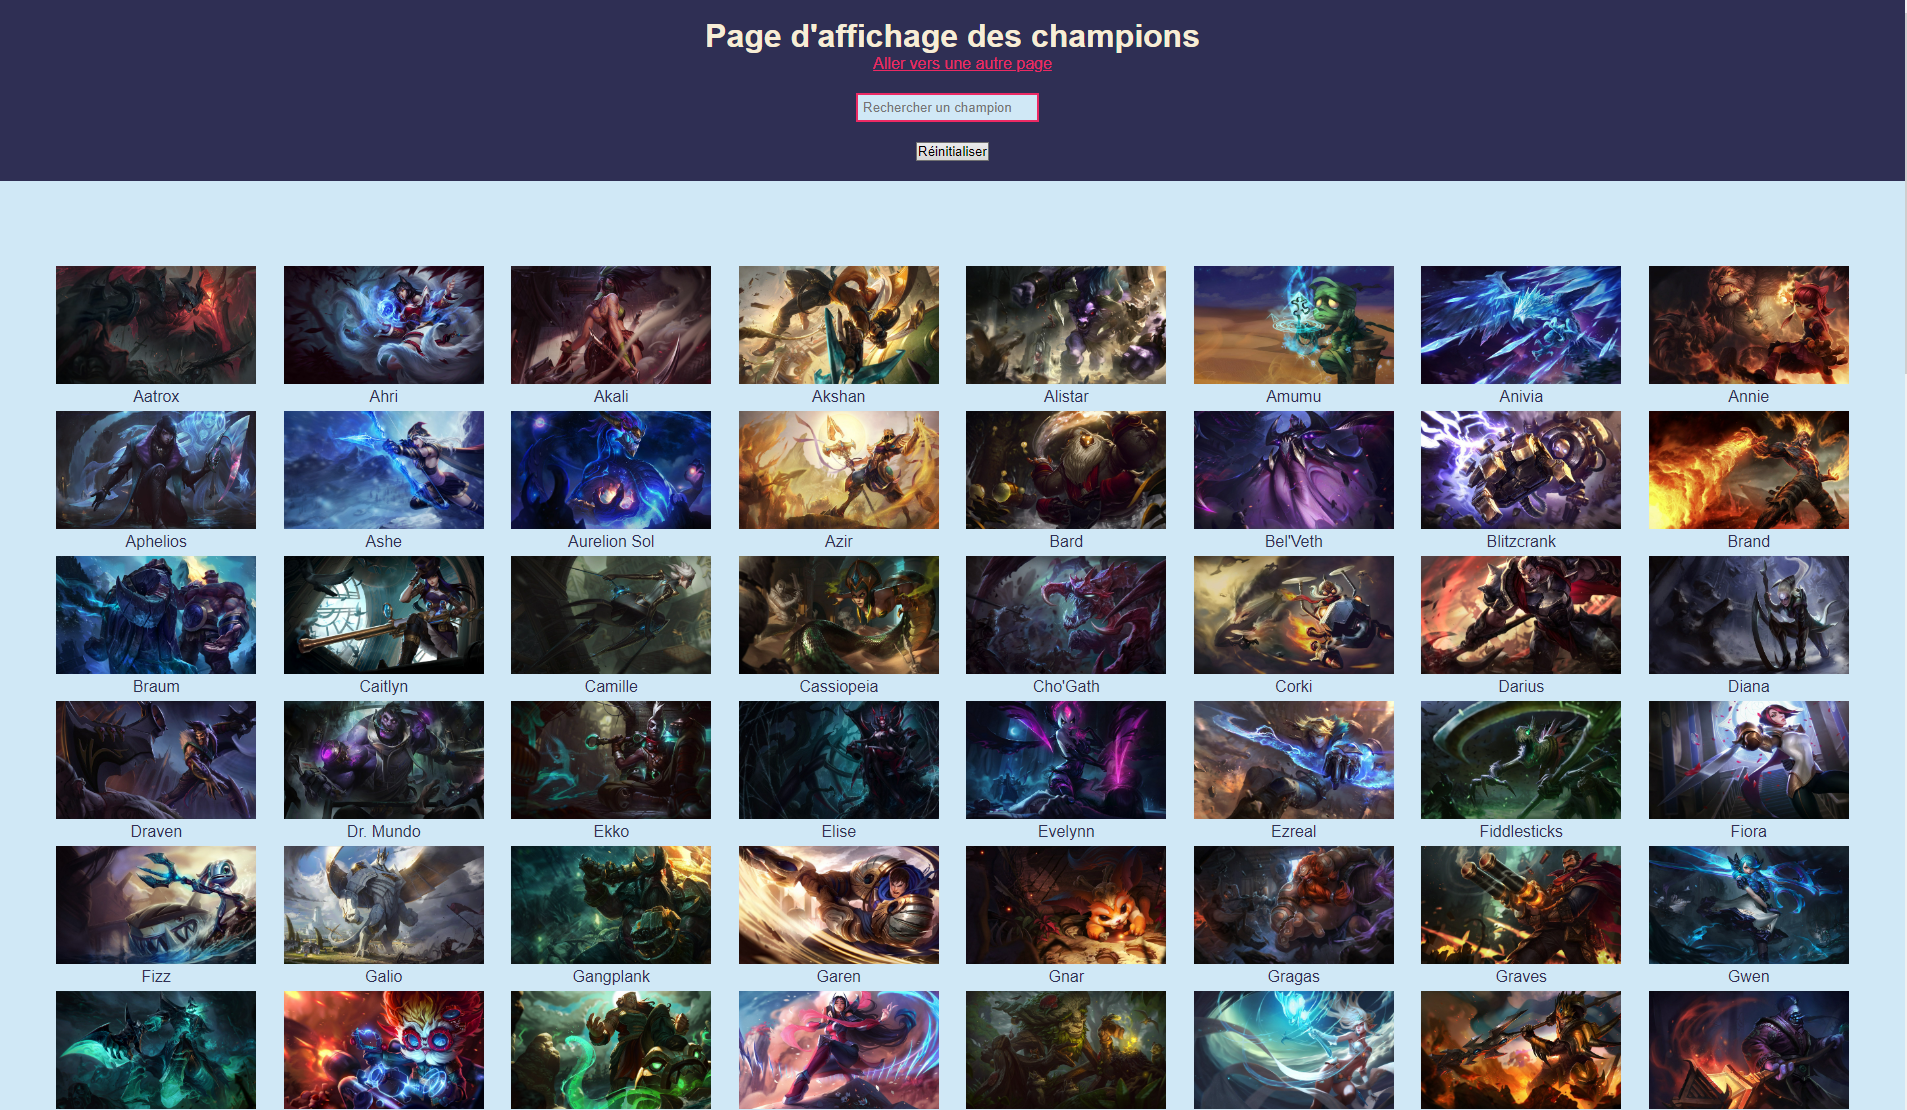 Page d'affichage des champions
Aller vers une autre page
Rechercher un champion
Réinitialiser
Aatrox Ahri Akali Akshan Alistar Amumu Anivia Annie
Aphelios Ashe Aurelion Sol Azir Bard Bel'Veth Blitzcrank Brand
Braum Caitlyn Camille Cassiopeia Cho'Gath Corki Darius Diana
Draven Dr. Mundo Ekko Elise Evelynn Ezreal Fiddlesticks Fiora
Fizz Galio Gangplank Garen Gnar Gragas Graves Gwen